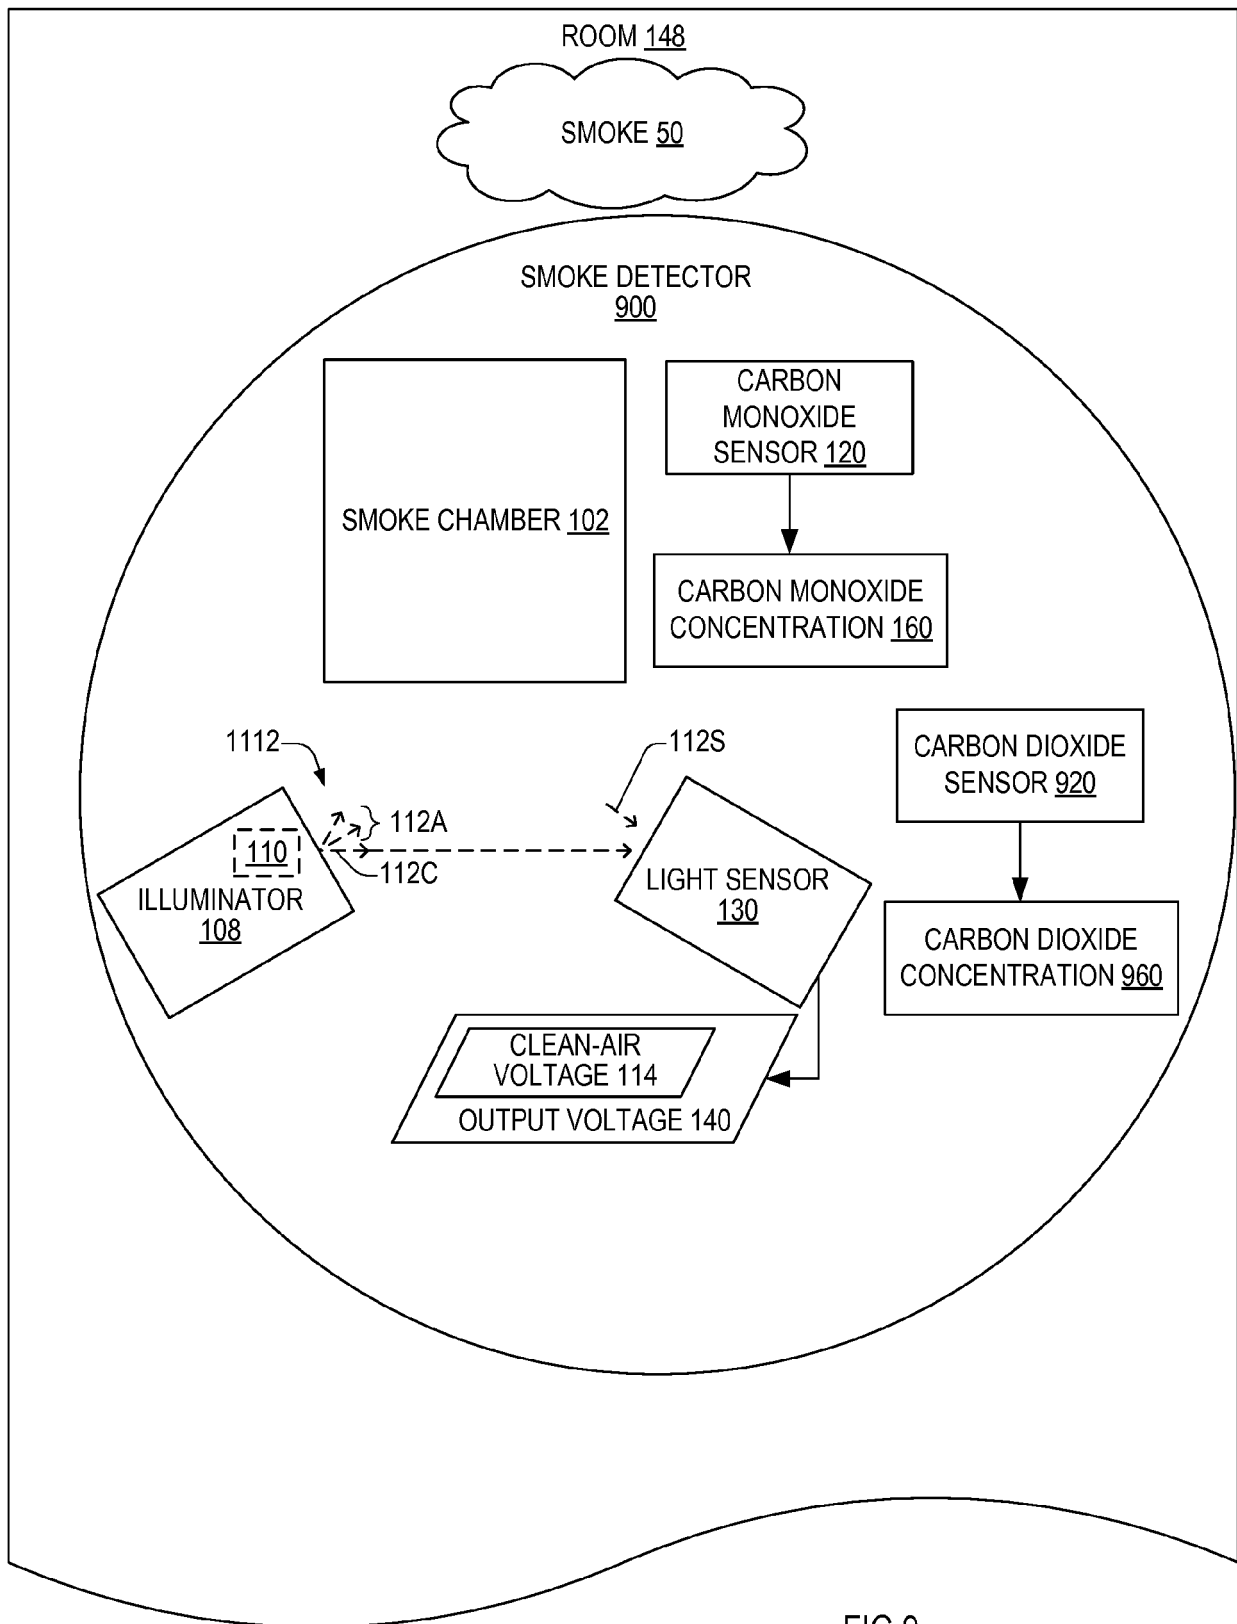 ROOM 148
SMOKE 50
SMOKE DETECTOR
900
CARBON
MONOXIDE
SENSOR 120
SMOKE CHAMBER 102
CARBON MONOXIDE
CONCENTRATION 160
1112
112S
CARBON DIOXIDE
SENSOR 920
112A
110
112C
ILLUMINATOR
108
LIGHT SENSOR
130
CARBON DIOXIDE
CONCENTRATION 960
CLEAN-AIR
VOLTAGE 114
OUTPUT VOLTAGE 140